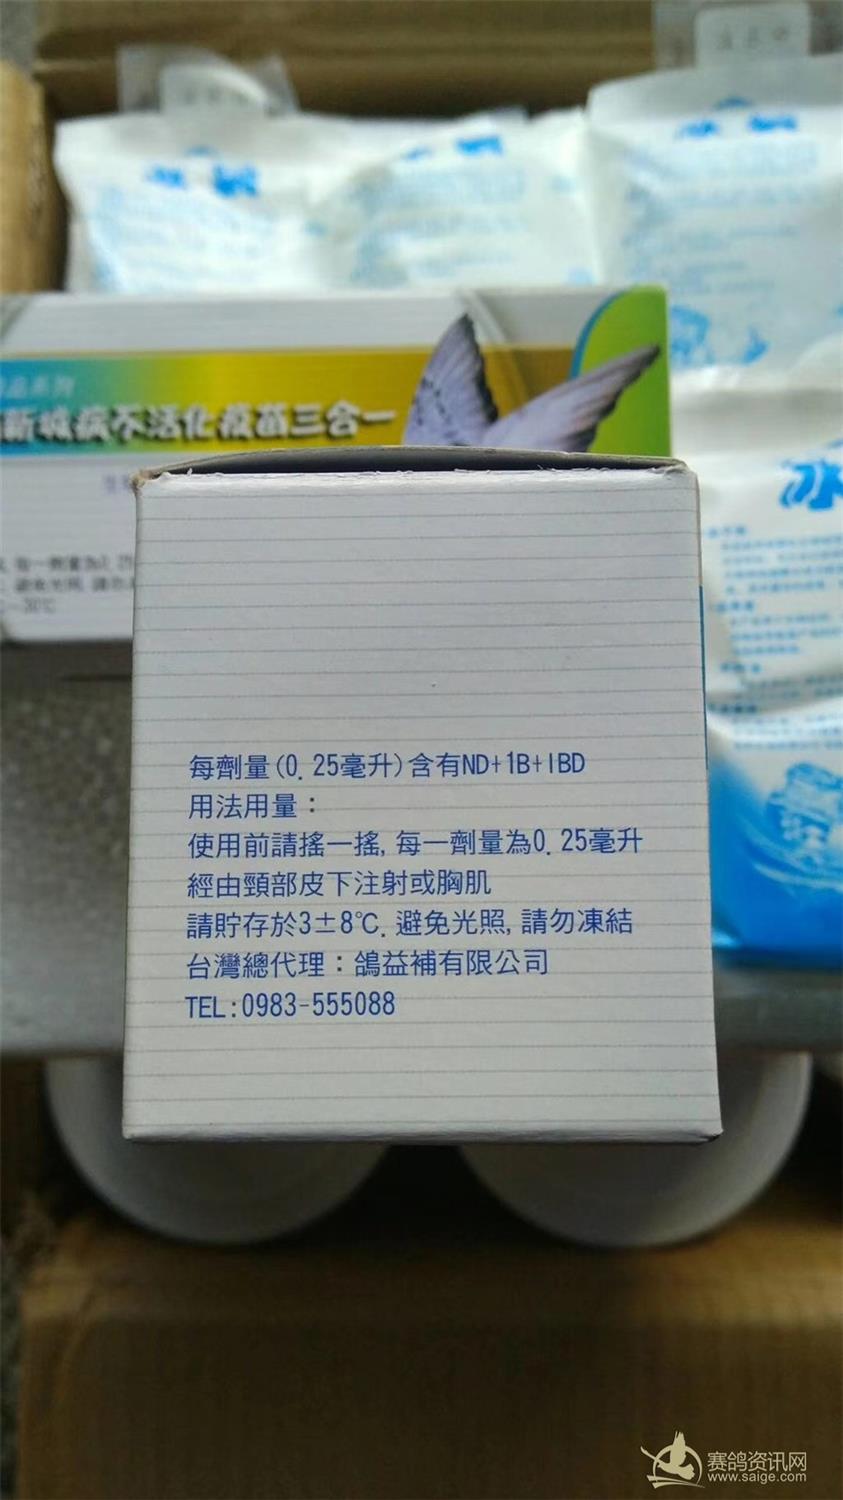 新城病不活化疫苗三合一
每劑量(0.25毫升)含有ND+1B+IBD
用法用量：
使用前請搖一搖,每一劑量為0.25毫升
經由頸部皮下注射或胸肌
請貯存於3±8℃.避免光照,請勿凍結
台灣總代理：鴿益補有限公司
TEL:0983-555088
冰
赛鸽资讯网
www.saige.com